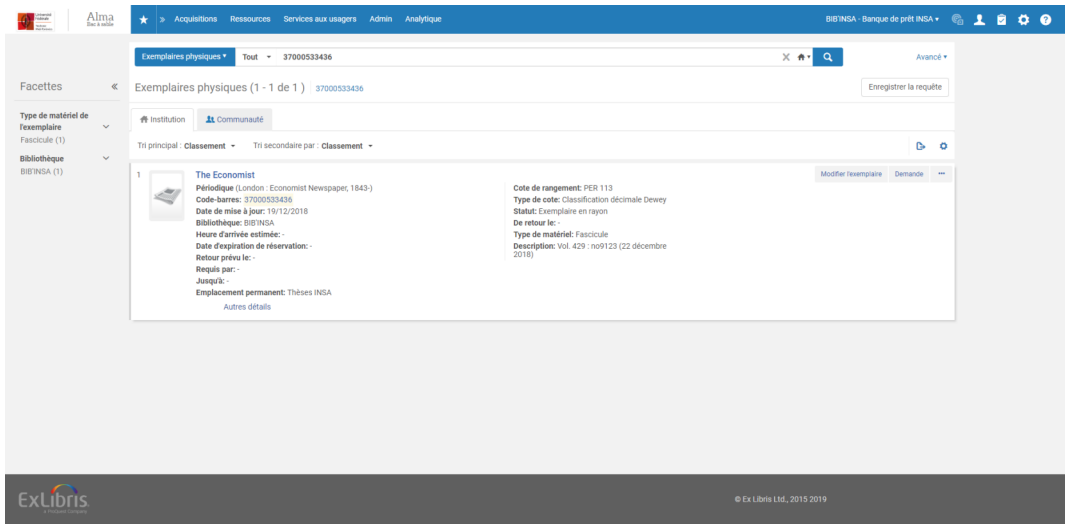 Alma
Bac à sable
» Acquisitions Ressources Services aux usagers Admin Analytique
BIB'INSA - Banque de prêt INSA
Exemplaires physiques Tout 37000533436
Avancé
Facettes «
Exemplaires physiques (1 - 1 de 1 ) 37000533436
Enregistrer la requête
Type de matériel de l'exemplaire
Fascicule (1)
Bibliothèque
BIB'INSA (1)
Institution Communauté
Tri principal : Classement Tri secondaire par : Classement
1 The Economist
Modifier l'exemplaire Demande •••
Périodique (London : Economist Newspaper, 1843-)
Code-barres: 37000533436
Date de mise à jour: 19/12/2018
Bibliothèque: BIB'INSA
Heure d'arrivée estimée: -
Date d'expiration de réservation: -
Retour prévu le: -
Requis par: -
Jusqu'à: -
Emplacement permanent: Thèses INSA
Autres détails
Cote de rangement: PER 113
Type de cote: Classification décimale Dewey
Statut: Exemplaire en rayon
De retour le: -
Type de matériel: Fascicule
Description: Vol. 429 : no9123 (22 décembre
2018)
ExLibris
© Ex Libris Ltd., 2015 2019